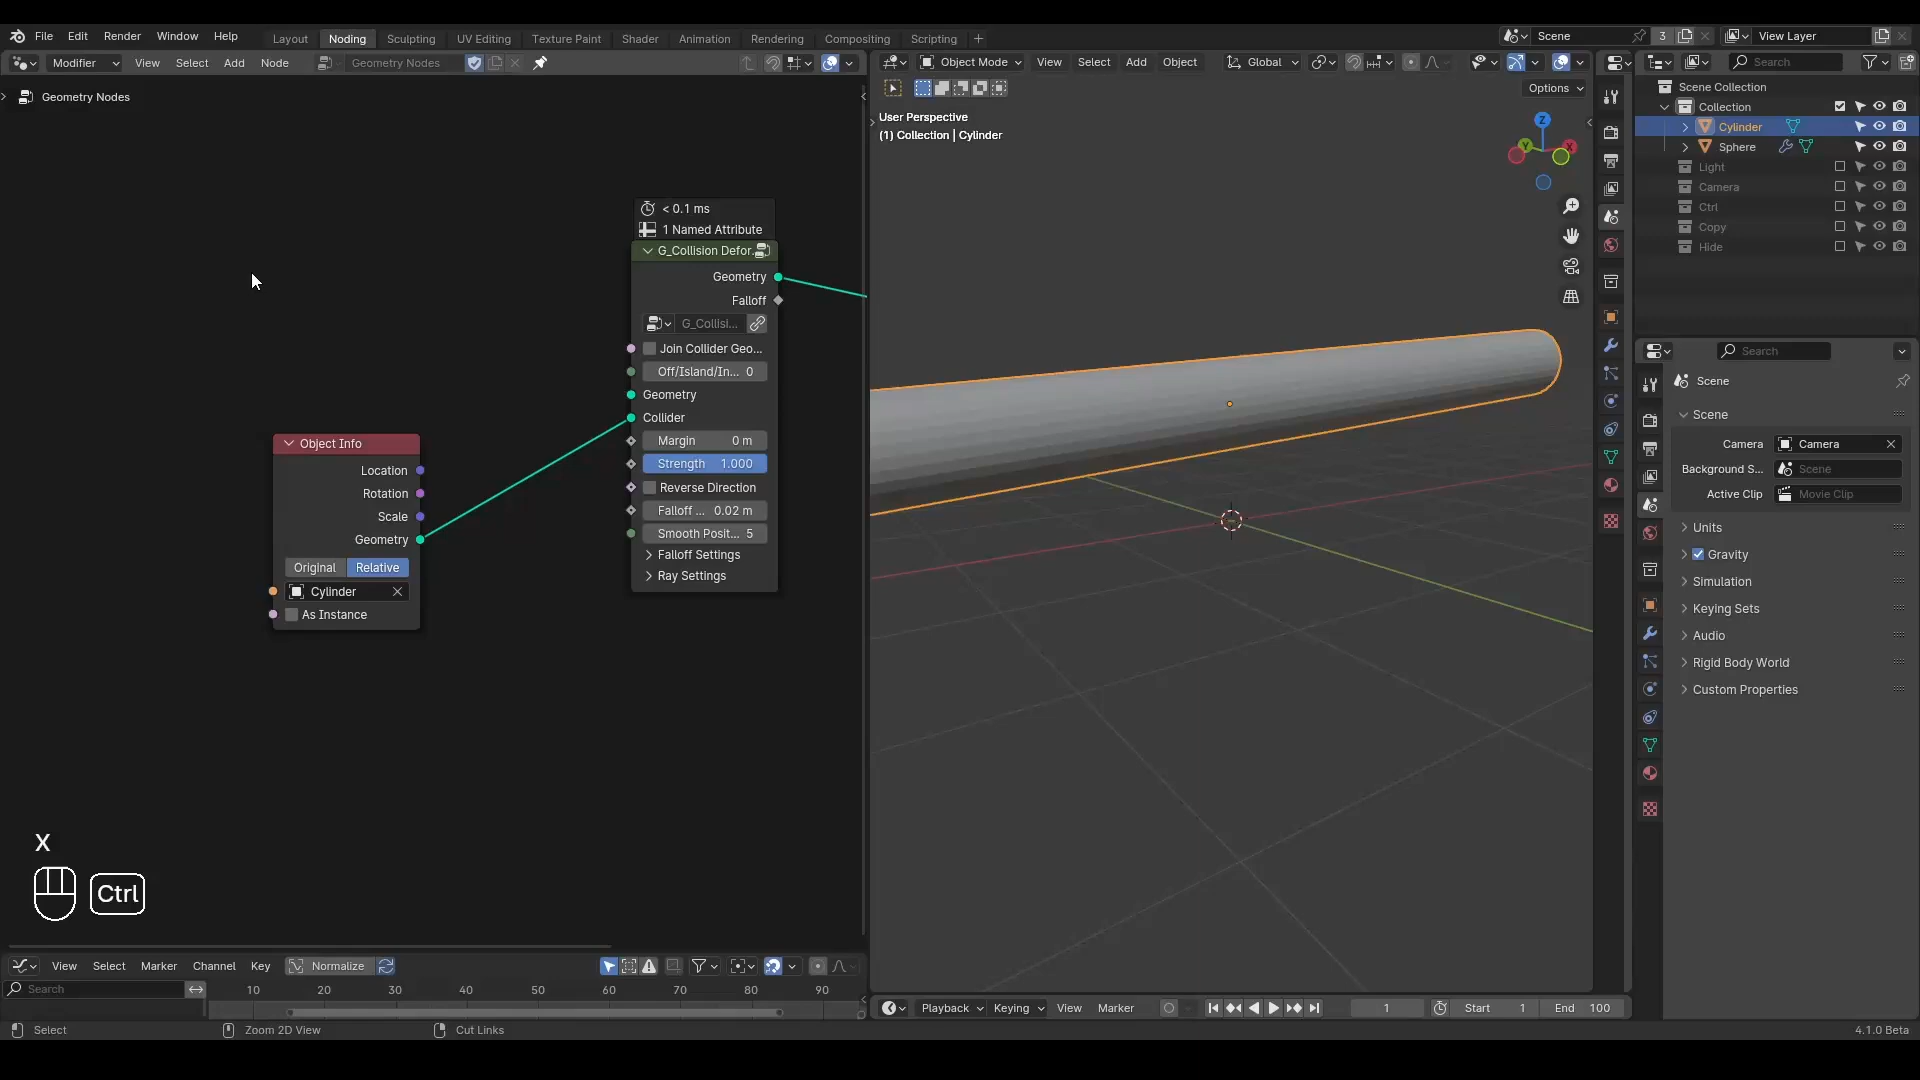 File Edit Render Window Help
Layout Noding Sculpting UV Editing Texture Paint Shader Animation Rendering Compositing Scripting +
Scene 3 View Layer
Modifier View Select Add Node Geometry Nodes
Object Mode View Select Add Object Global
Search
Options
Geometry Nodes
User Perspective
(1) Collection | Cylinder
Z
Y
X
Scene Collection
Collection
Cylinder
Sphere
Light
Camera
Ctrl
Copy
Hide
< 0.1 ms
1 Named Attribute
G_Collision Defor...
Geometry
Falloff
G_Collisi...
Join Collider Geo...
Off/Island/In... 0
Geometry
Collider
Margin 0 m
Strength 1.000
Reverse Direction
Falloff ... 0.02 m
Smooth Posit... 5
Falloff Settings
Ray Settings
Object Info
Location
Rotation
Scale
Geometry
Original Relative
Cylinder
As Instance
Search
Scene
Scene
Camera Camera
Background S... Scene
Active Clip Movie Clip
Units
Gravity
Simulation
Keying Sets
Audio
Rigid Body World
Custom Properties
X
Ctrl
View Select Marker Channel Key Normalize
Search
10 20 30 40 50 60 70 80 90
Playback Keying View Marker 1 Start 1 End 100
Select Zoom 2D View Cut Links 4.1.0 Beta